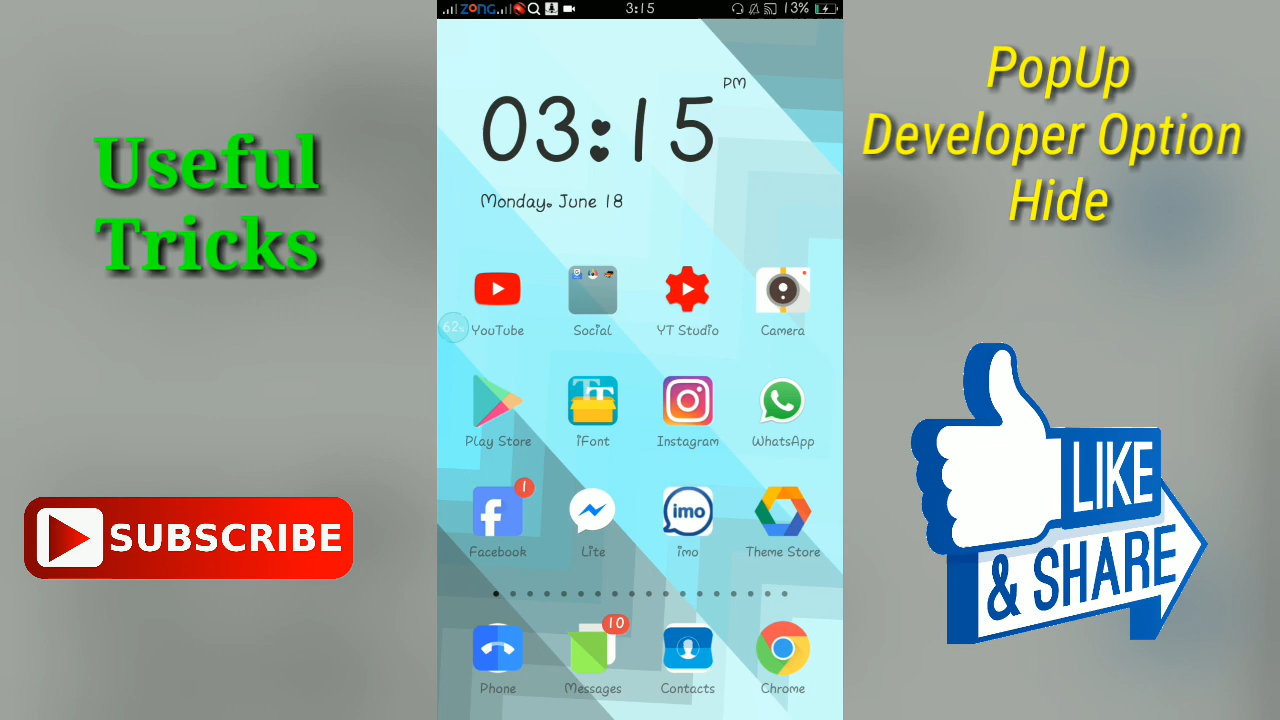 Useful
Tricks
SUBSCRIBE
ZONG
3:15
13%
03:15
PM
Monday, June 18
62%
YouTube
Social
YT Studio
Camera
Play Store
TT
iFont
Instagram
WhatsApp
1
Facebook
Lite
imo
imo
Theme Store
10
Phone
Messages
Contacts
Chrome
PopUp
Developer Option
Hide
LIKE
& SHARE